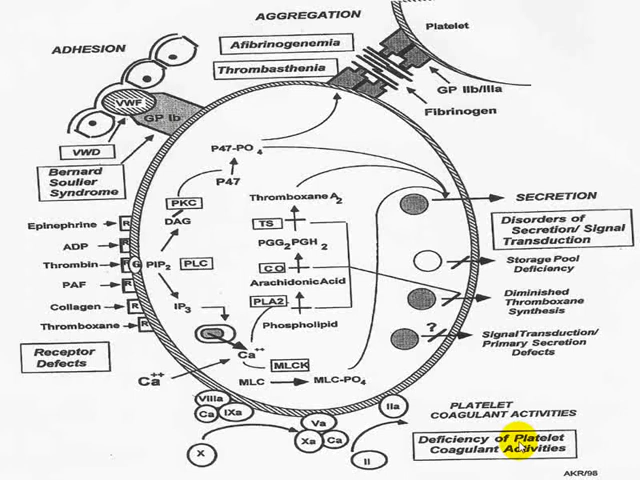 AGGREGATION
Platelet
Afibrinogenemia
ADHESION
Thrombasthenia
GP IIb/IIIa
VWF
GP Ib
Fibrinogen
VWD
P47-PO4
Bernard
Soulier
Syndrome
P47
Thromboxane A2
SECRETION
PKC
DAG
TS
Disorders of
Secretion/ Signal
Transduction
Epinephrine
R
ADP
R
PGG2PGH2
Thrombin
R
G
PIP2
PLC
CO
Storage Pool
Deficiency
PAF
R
Arachidonic Acid
Diminished
Thromboxane
Synthesis
Collagen
R
IP3
PLA2
Thromboxane
R
Phospholipid
?
Signal Transduction/
Primary Secretion
Defects
Receptor
Defects
Ca++
MLCK
Ca++
MLC
MLC-PO4
VIIIa
Ca
IXa
IIa
PLATELET
COAGULANT ACTIVITIES
Va
Xa
Ca
X
II
Deficiency of Platelet
Coagulant Activities
AKR/98